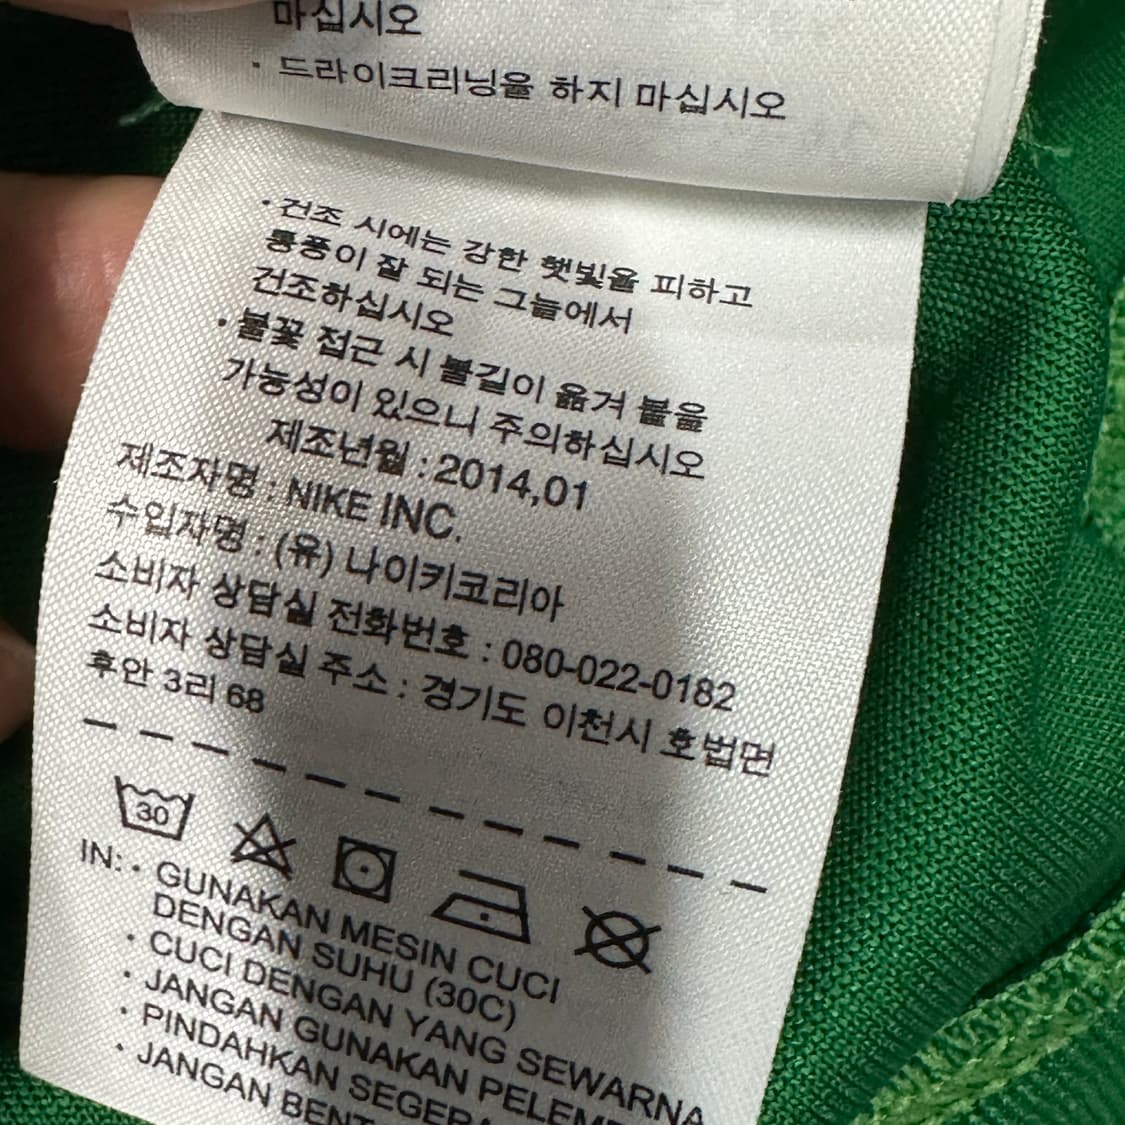 마십시오
· 드라이크리닝을 하지 마십시오
· 건조 시에는 강한 햇빛을 피하고
통풍이 잘 되는 그늘에서
건조하십시오
· 불꽃 접근 시 불길이 옮겨 붙을
가능성이 있으니 주의하십시오
제조년월 : 2014,01
제조자명 : NIKE INC.
수입자명 : (유) 나이키코리아
소비자 상담실 전화번호 : 080-022-0182
소비자 상담실 주소 : 경기도 이천시 호법면
후안 3리 68
30
IN: · GUNAKAN MESIN CUCI
DENGAN SUHU (30C)
· CUCI DENGAN YANG SEWARNA
· JANGAN GUNAKAN PELEM
· PINDAHKAN SEGERA
· JANGAN BENT